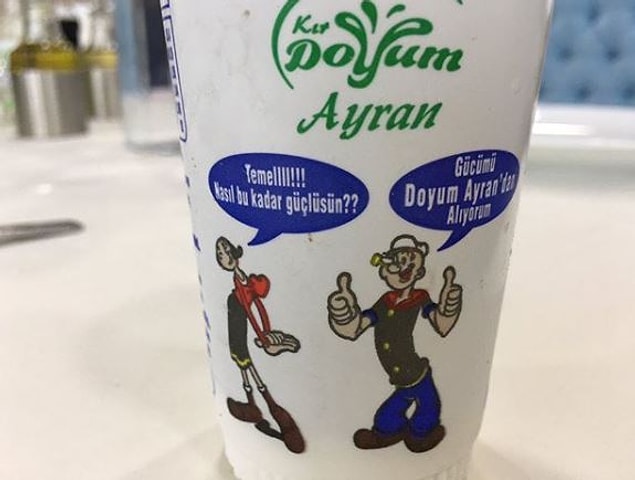 Kır
Doyum
Ayran
Temellll!!!
Nasıl bu kadar güçlüsün??
Gücümü
Doyum Ayran'dan
Alıyorum